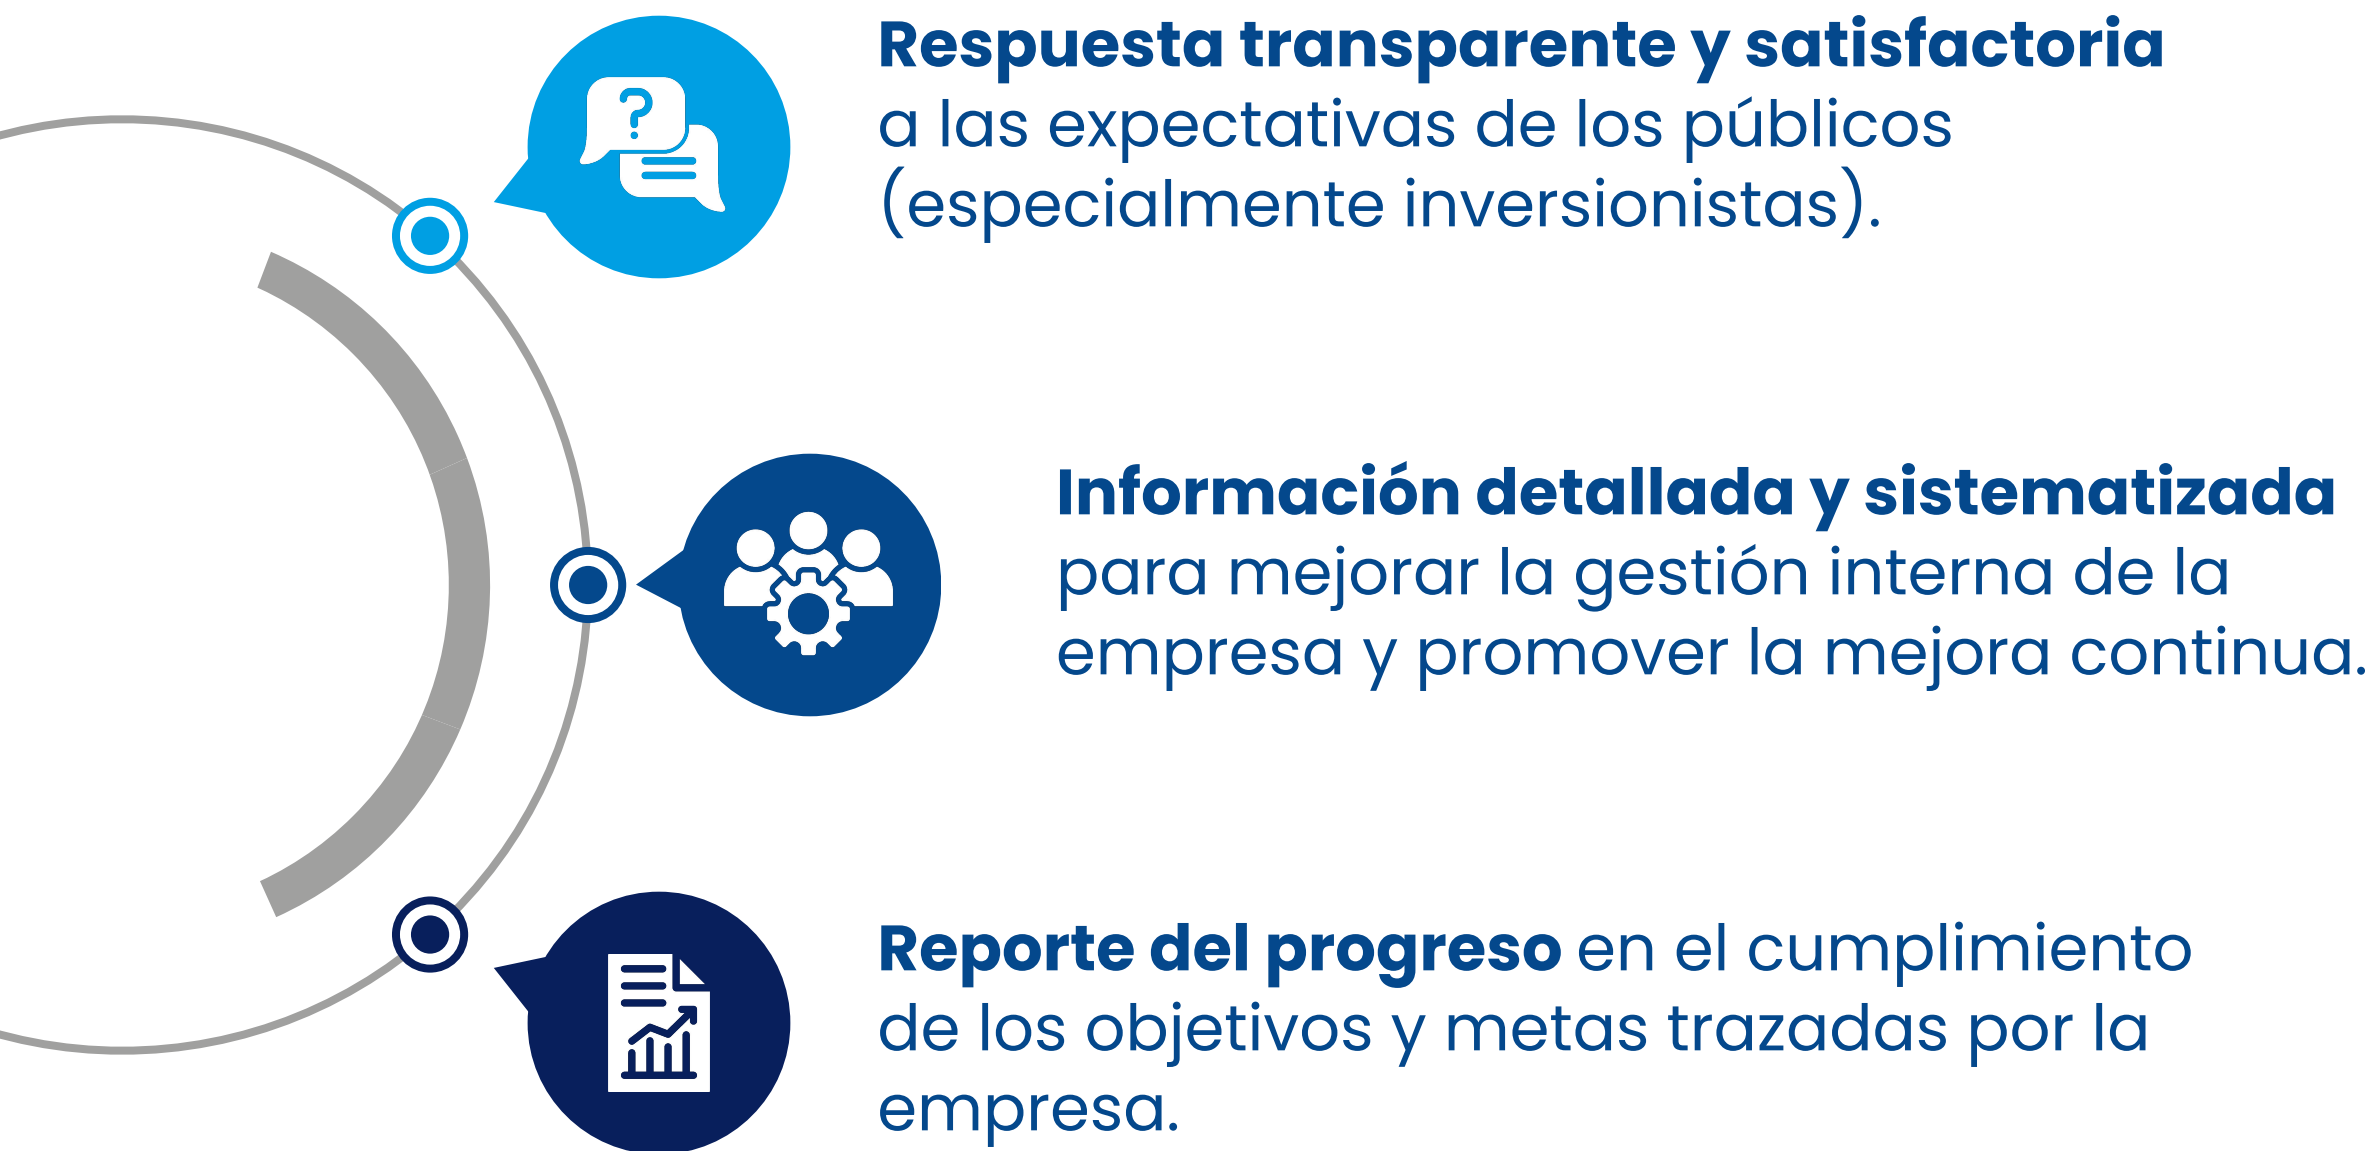 Respuesta transparente y satisfactoria
a las expectativas de los públicos
(especialmente inversionistas).
Información detallada y sistematizada
para mejorar la gestión interna de la
empresa y promover la mejora continua.
Reporte del progreso en el cumplimiento
de los objetivos y metas trazadas por la
empresa.